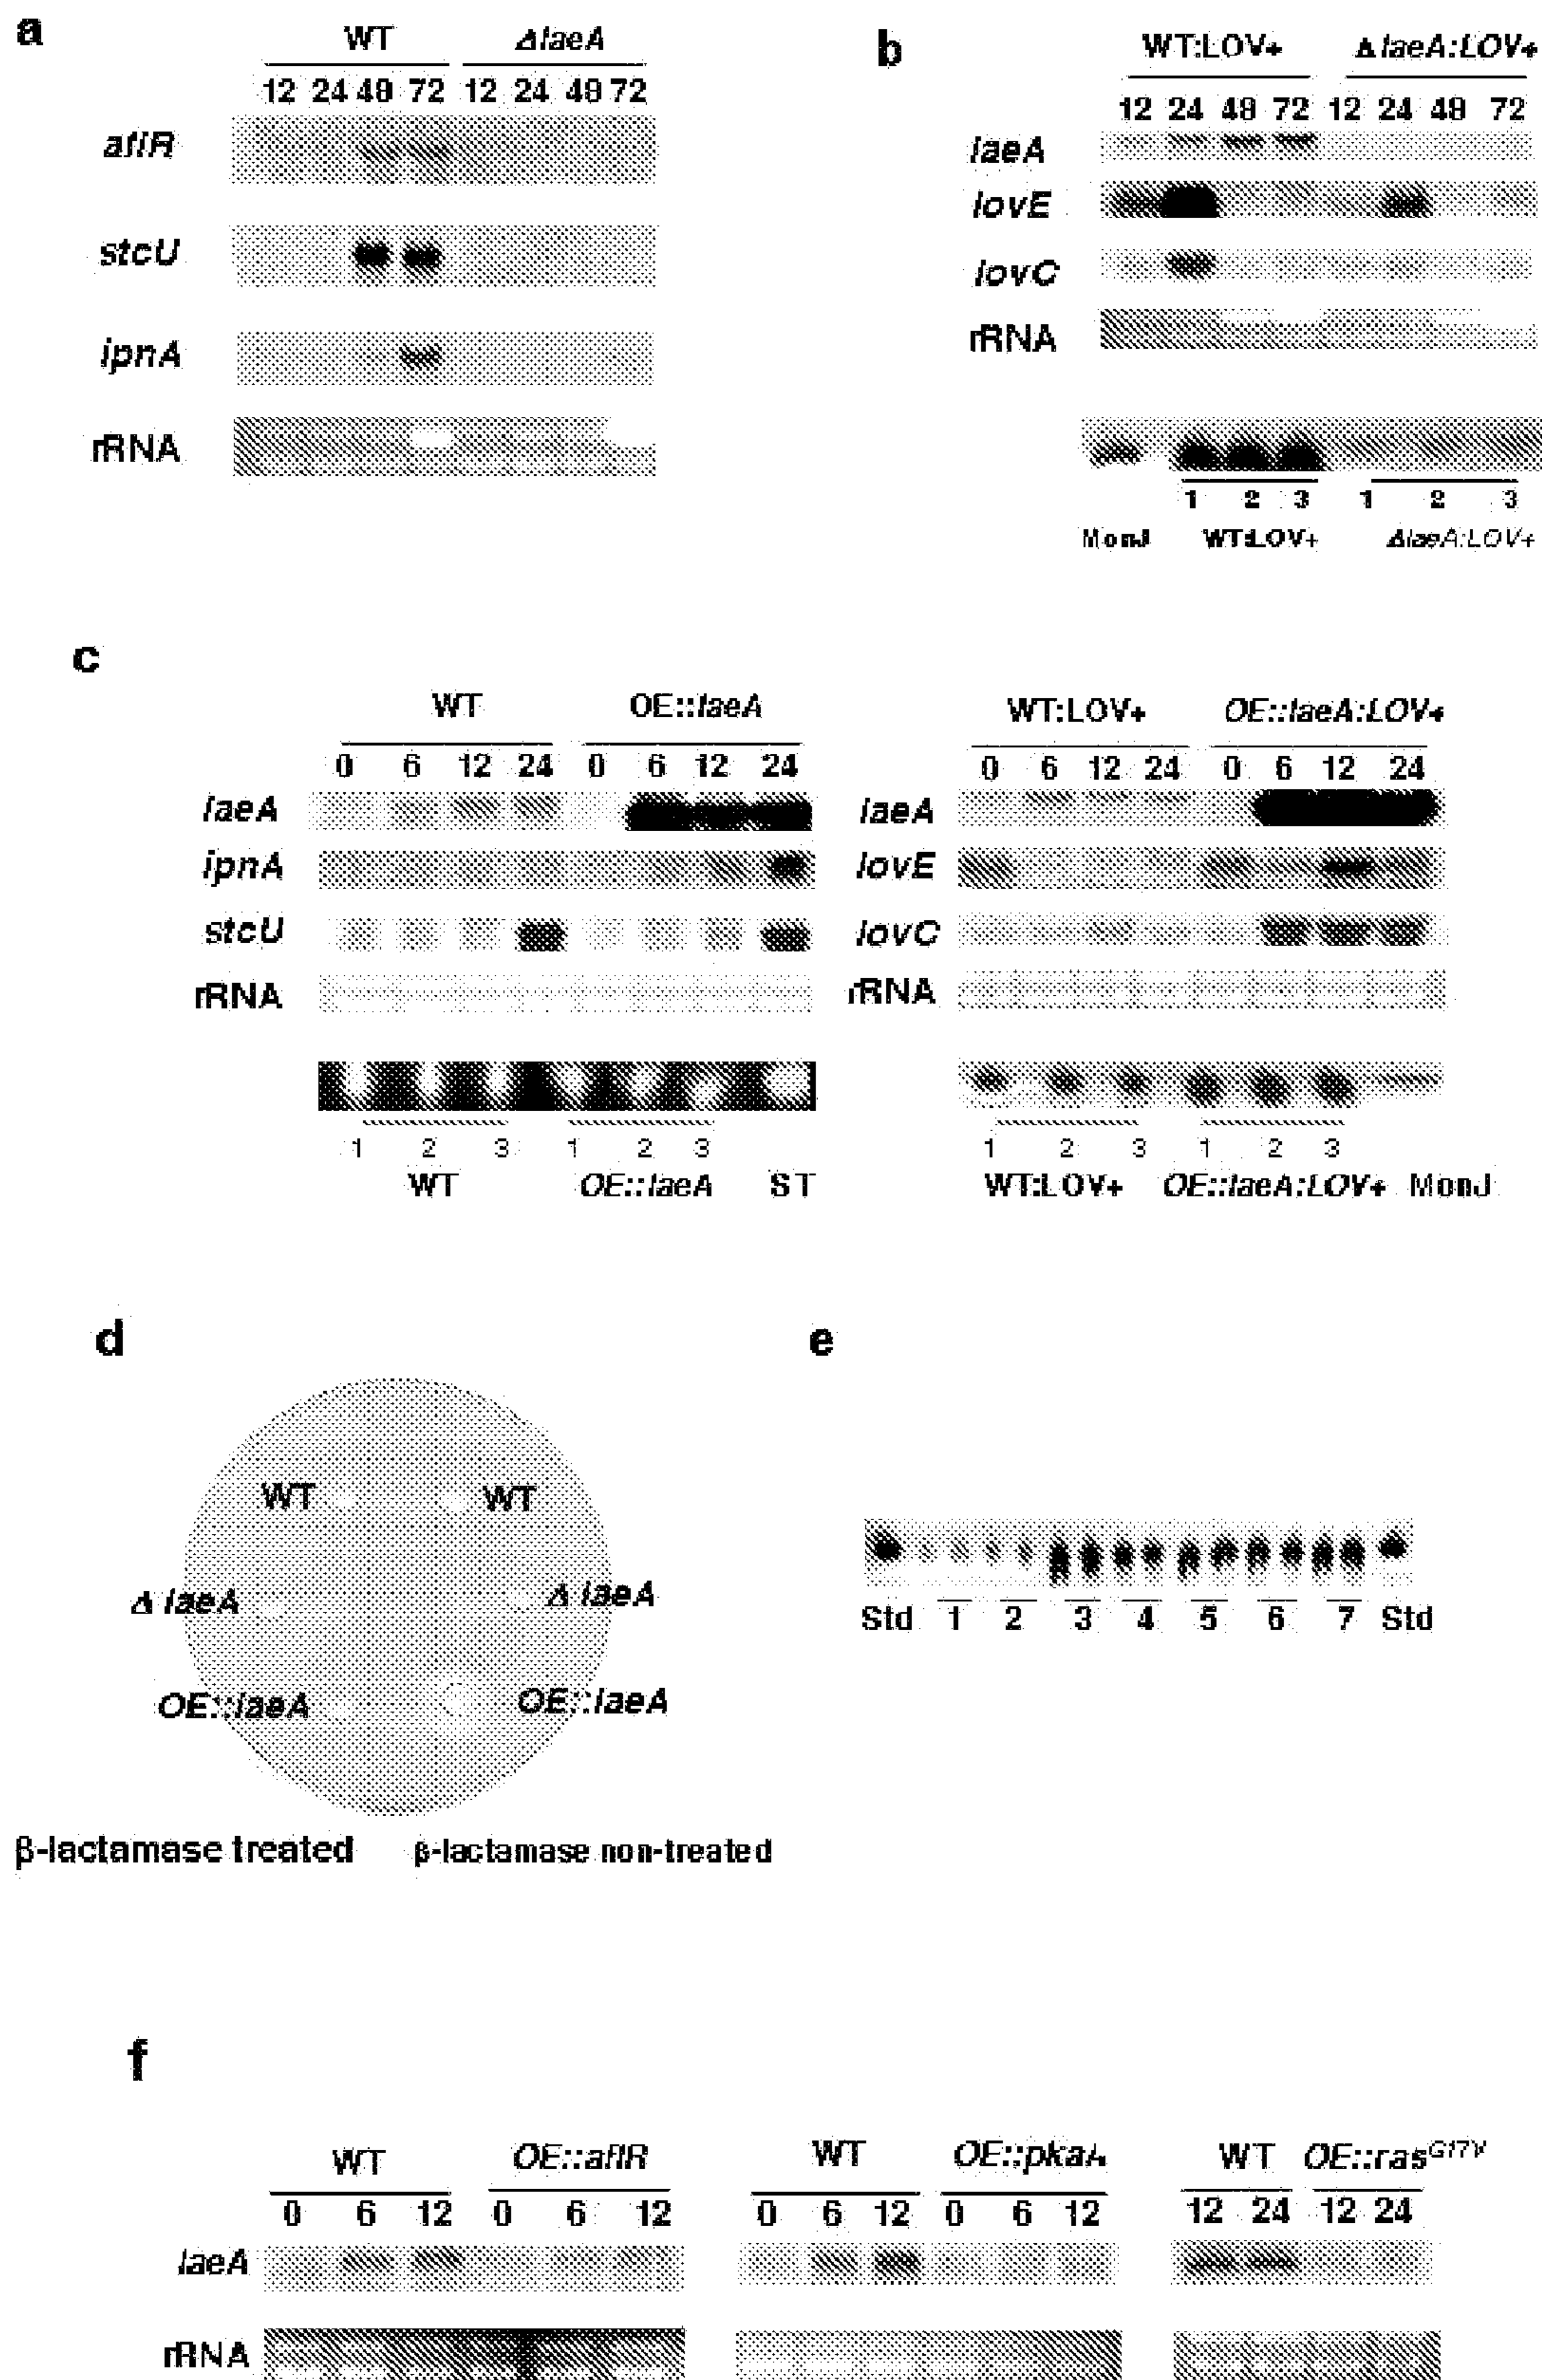 a
WT ΔlaeA
12 24 48 72 12 24 48 72
aflR
stcU
ipnA
rRNA
b
WT:LOV+ ΔlaeA:LOV+
12 24 48 72 12 24 48 72
laeA
lovE
lovC
rRNA
1 2 3 1 2 3
MonJ WT:LOV+ ΔlaeA:LOV+
c
WT OE::laeA
0 6 12 24 0 6 12 24
laeA
ipnA
stcU
rRNA
1 2 3 1 2 3
WT OE::laeA ST
WT:LOV+ OE::laeA:LOV+
0 6 12 24 0 6 12 24
laeA
lovE
lovC
rRNA
1 2 3 1 2 3
WT:LOV+ OE::laeA:LOV+ MonJ
d
WT WT
ΔlaeA ΔlaeA
OE::laeA OE::laeA
β-lactamase treated β-lactamase non-treated
e
Std 1 2 3 4 5 6 7 Std
f
WT OE::aflR WT OE::pkaA WT OE::rasG17V
0 6 12 0 6 12 0 6 12 0 6 12 12 24 12 24
laeA
rRNA